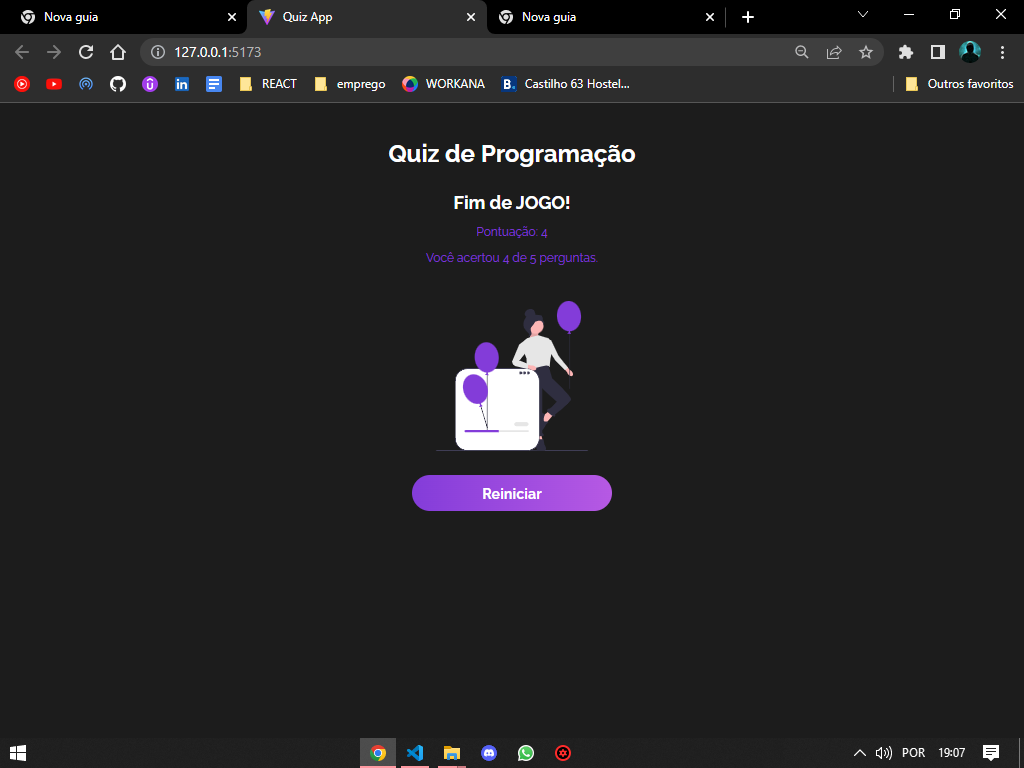 Nova guia
Quiz App
Nova guia
127.0.0.1:5173
REACT
emprego
WORKANA
B.
Castilho 63 Hostel...
Outros favoritos
Quiz de Programação
Fim de JOGO!
Pontuação: 4
Você acertou 4 de 5 perguntas.
Reiniciar
POR
19:07